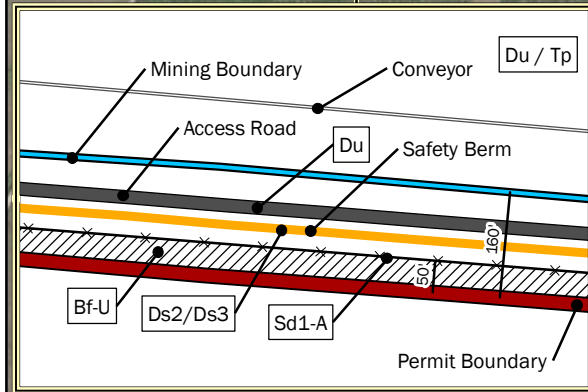 Du / Tp
Mining Boundary
Conveyor
Access Road
Du
Safety Berm
160'
50'
Bf-U
Ds2/Ds3
Sd1-A
Permit Boundary